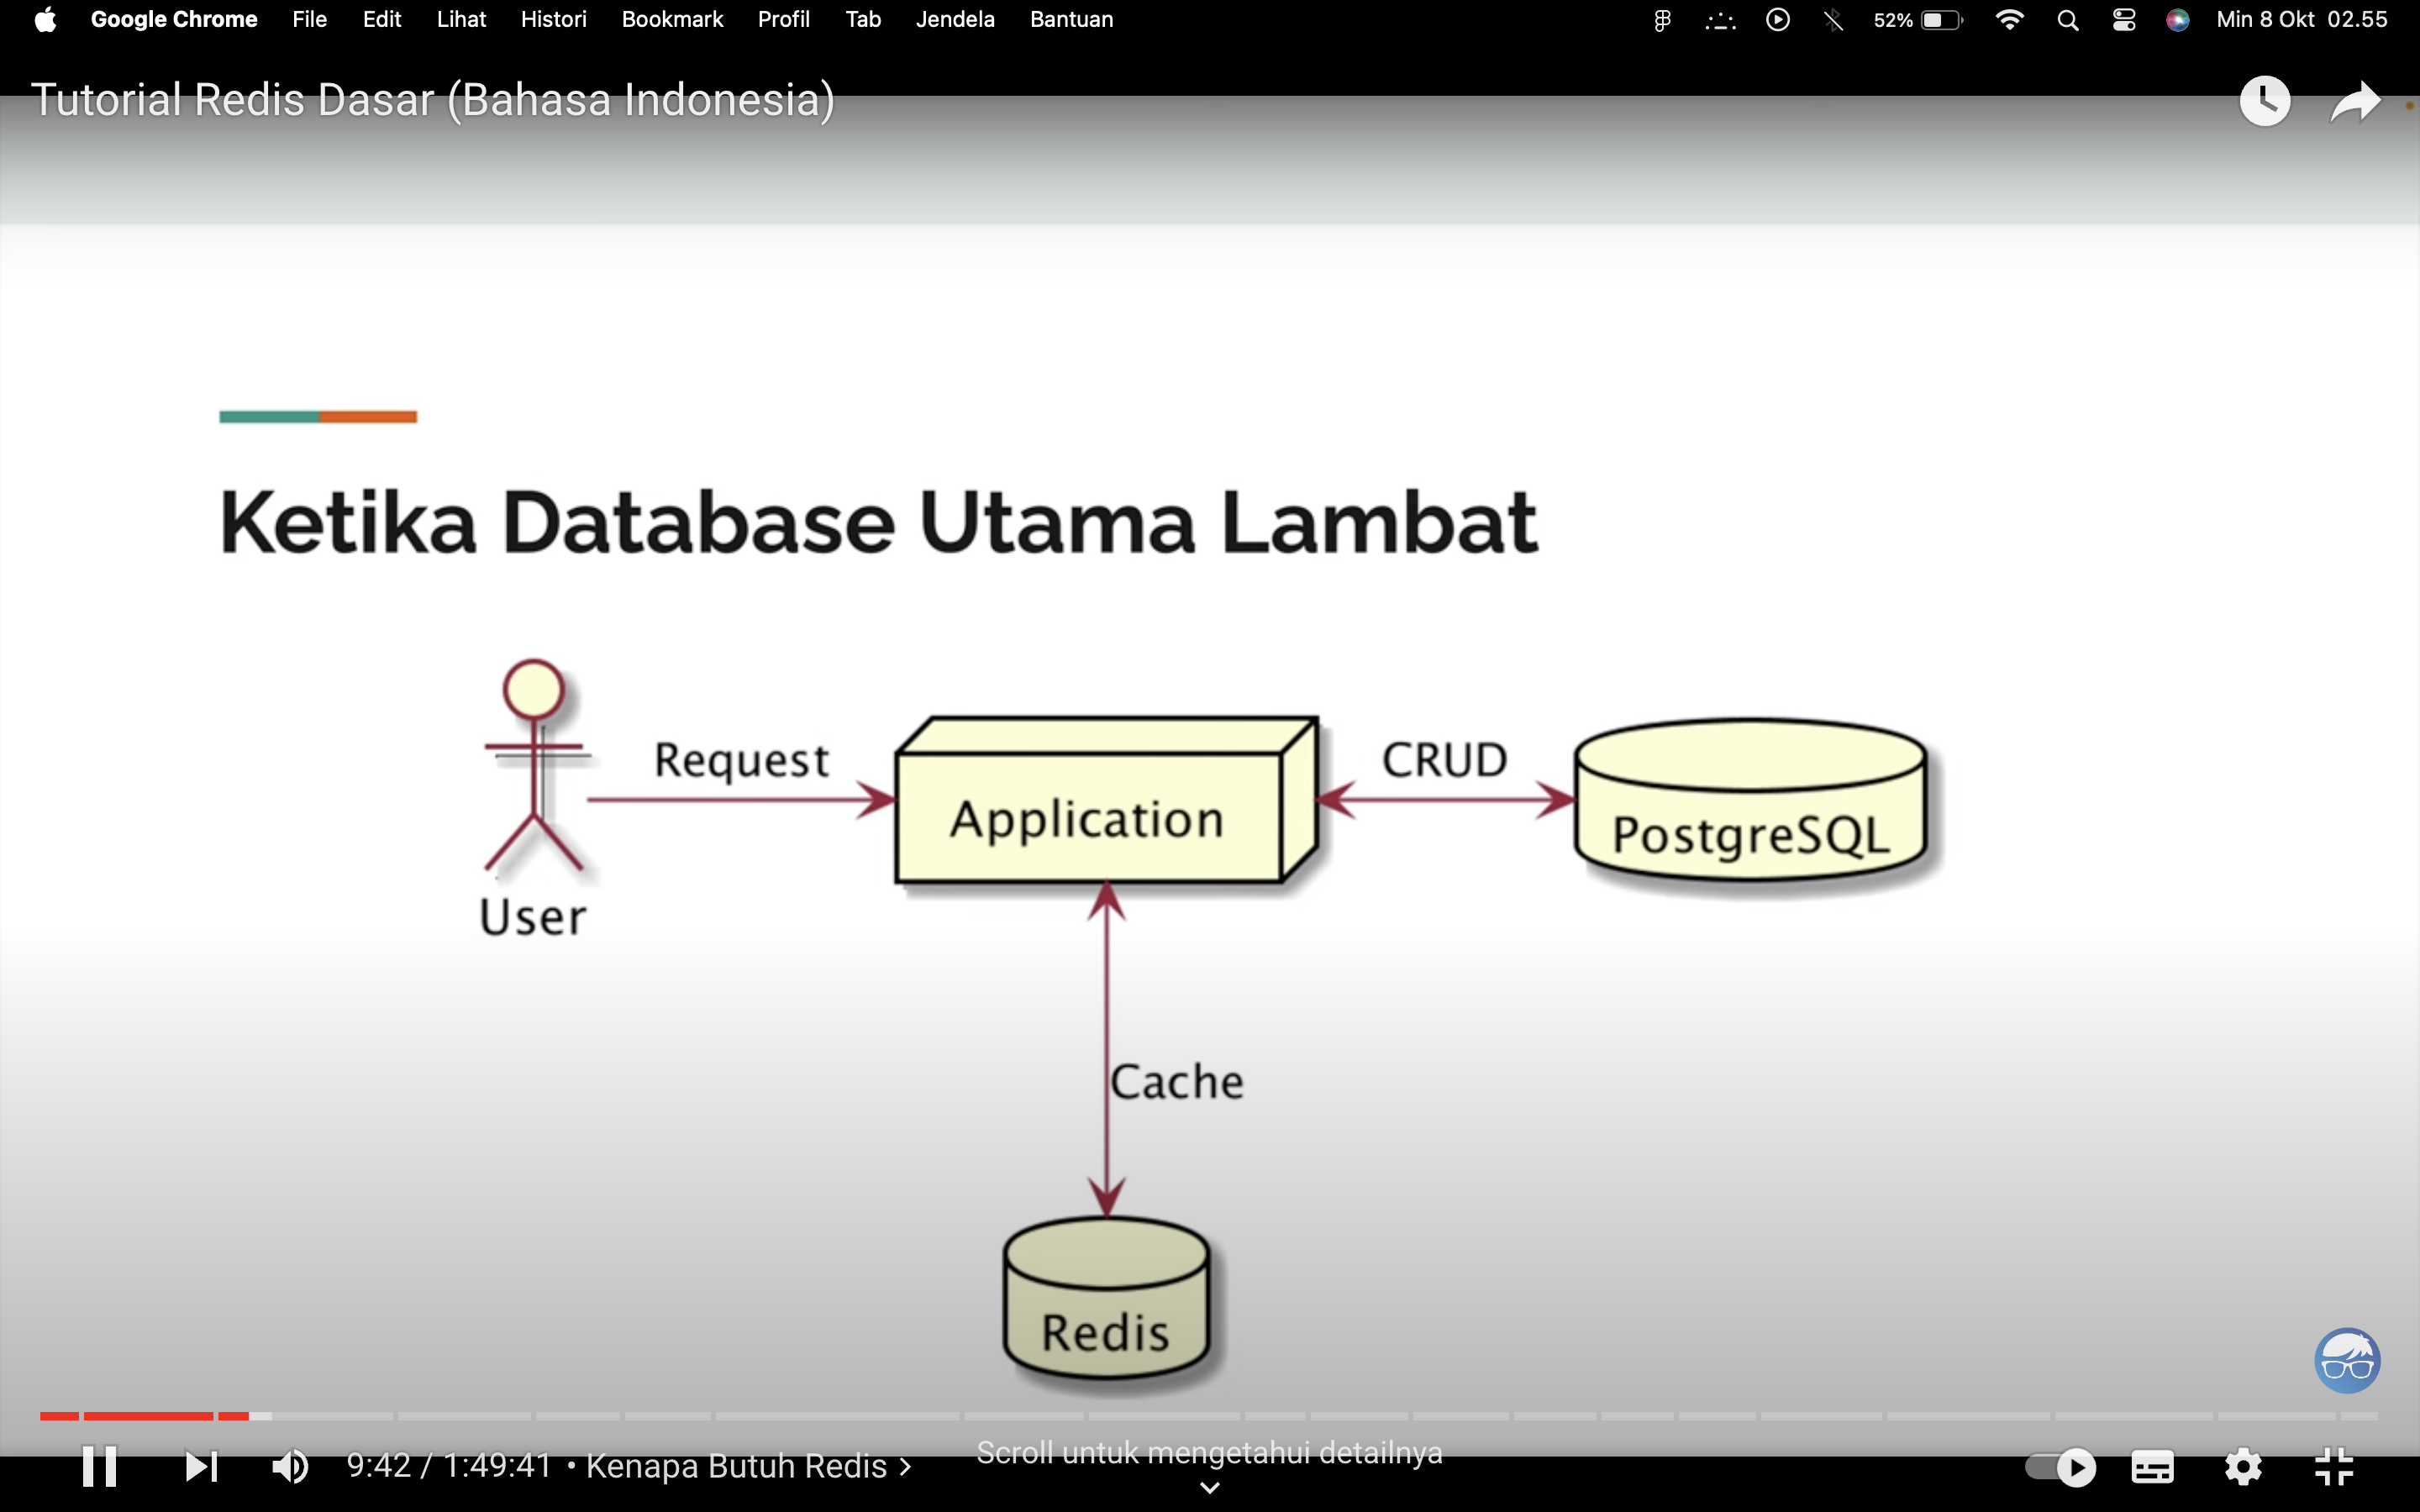 Google Chrome File Edit Lihat Histori Bookmark Profil Tab Jendela Bantuan 52% Min 8 Okt 02.55
Tutorial Redis Dasar (Bahasa Indonesia)
Ketika Database Utama Lambat
Request
CRUD
Application
PostgreSQL
User
Cache
Redis
9:42 / 1:49:41 • Kenapa Butuh Redis >
Scroll untuk mengetahui detailnya